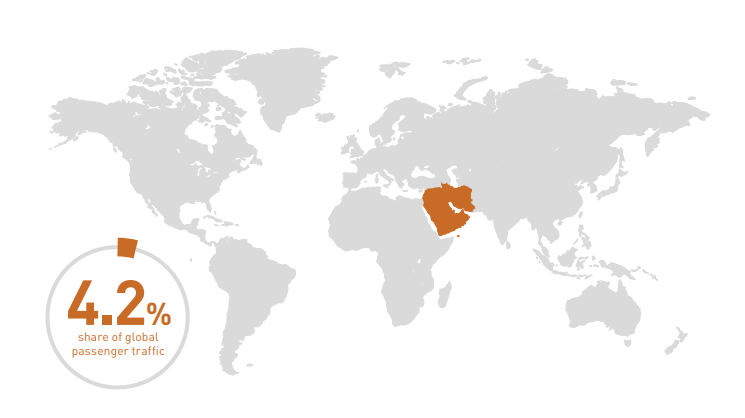 4.2%
share of global
passenger traffic